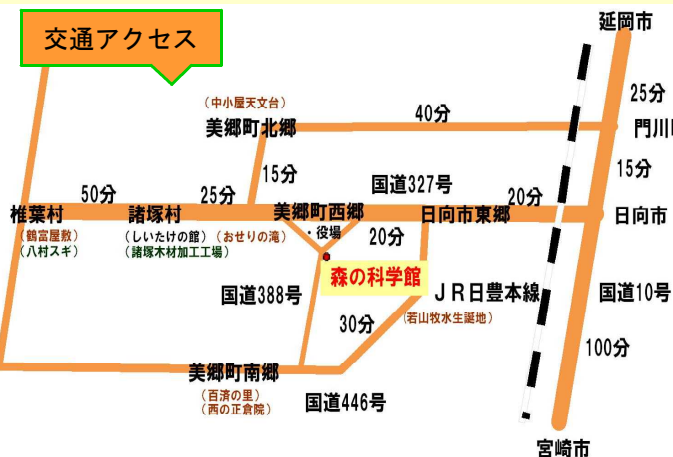 交通アクセス
延岡市
25分
(中小屋天文台)
美郷町北郷
40分
門川
15分
15分
50分
25分
国道327号
20分
椎葉村
諸塚村
美郷町西郷
日向市東郷
日向市
(鶴富屋敷)
(八村スギ)
(しいたけの館)
(おせりの滝)
(諸塚木材加工工場)
・役場
20分
森の科学館
国道388号
JR日豊本線
国道10号
30分
(若山牧水生誕地)
100分
美郷町南郷
(百済の里)
(西の正倉院)
国道446号
宮崎市